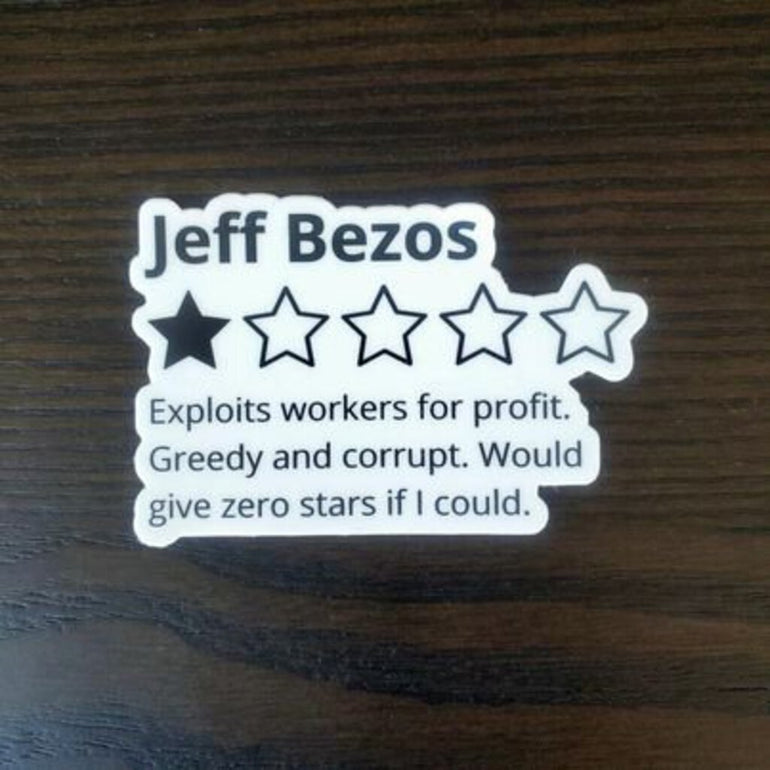 Jeff Bezos
Exploits workers for profit.
Greedy and corrupt. Would
give zero stars if I could.